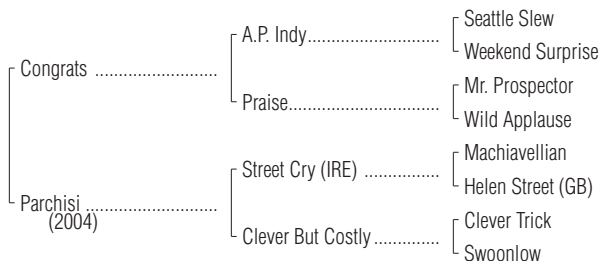 Seattle Slew
A.P. Indy........................................
Weekend Surprise
Congrats .............................
Mr. Prospector
Praise.............................................
Wild Applause
Machiavellian
Street Cry (IRE) ......................
Helen Street (GB)
Parchisi ...............................
(2004)
Clever Trick
Clever But Costly...................
Swoonlow